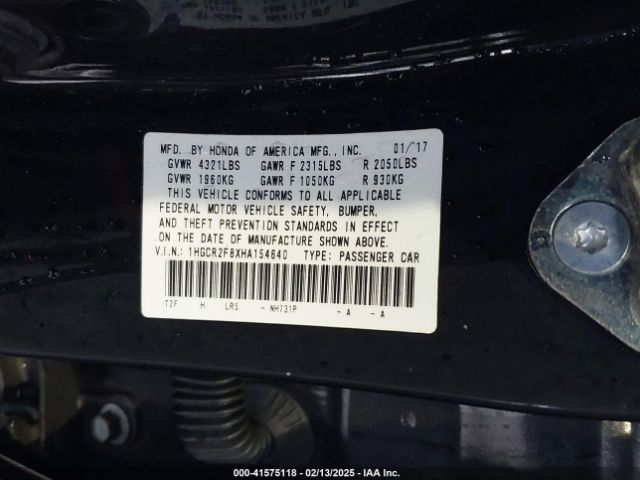 MFD. BY HONDA OF AMERICA MFG., INC. 01/17
GVWR 4321LBS GAWR F 2315LBS R 2050LBS
GVWR 1960KG GAWR F 1050KG R 930KG
THIS VEHICLE CONFORMS TO ALL APPLICABLE
FEDERAL MOTOR VEHICLE SAFETY, BUMPER,
AND THEFT PREVENTION STANDARDS IN EFFECT
ON THE DATE OF MANUFACTURE SHOWN ABOVE.
V.I.N.: 1HGCR2F8XHA154640 TYPE: PASSENGER CAR
T2F H LR5 - NH731P - A - A
000-41575118 - 02/13/2025 - IAA Inc.